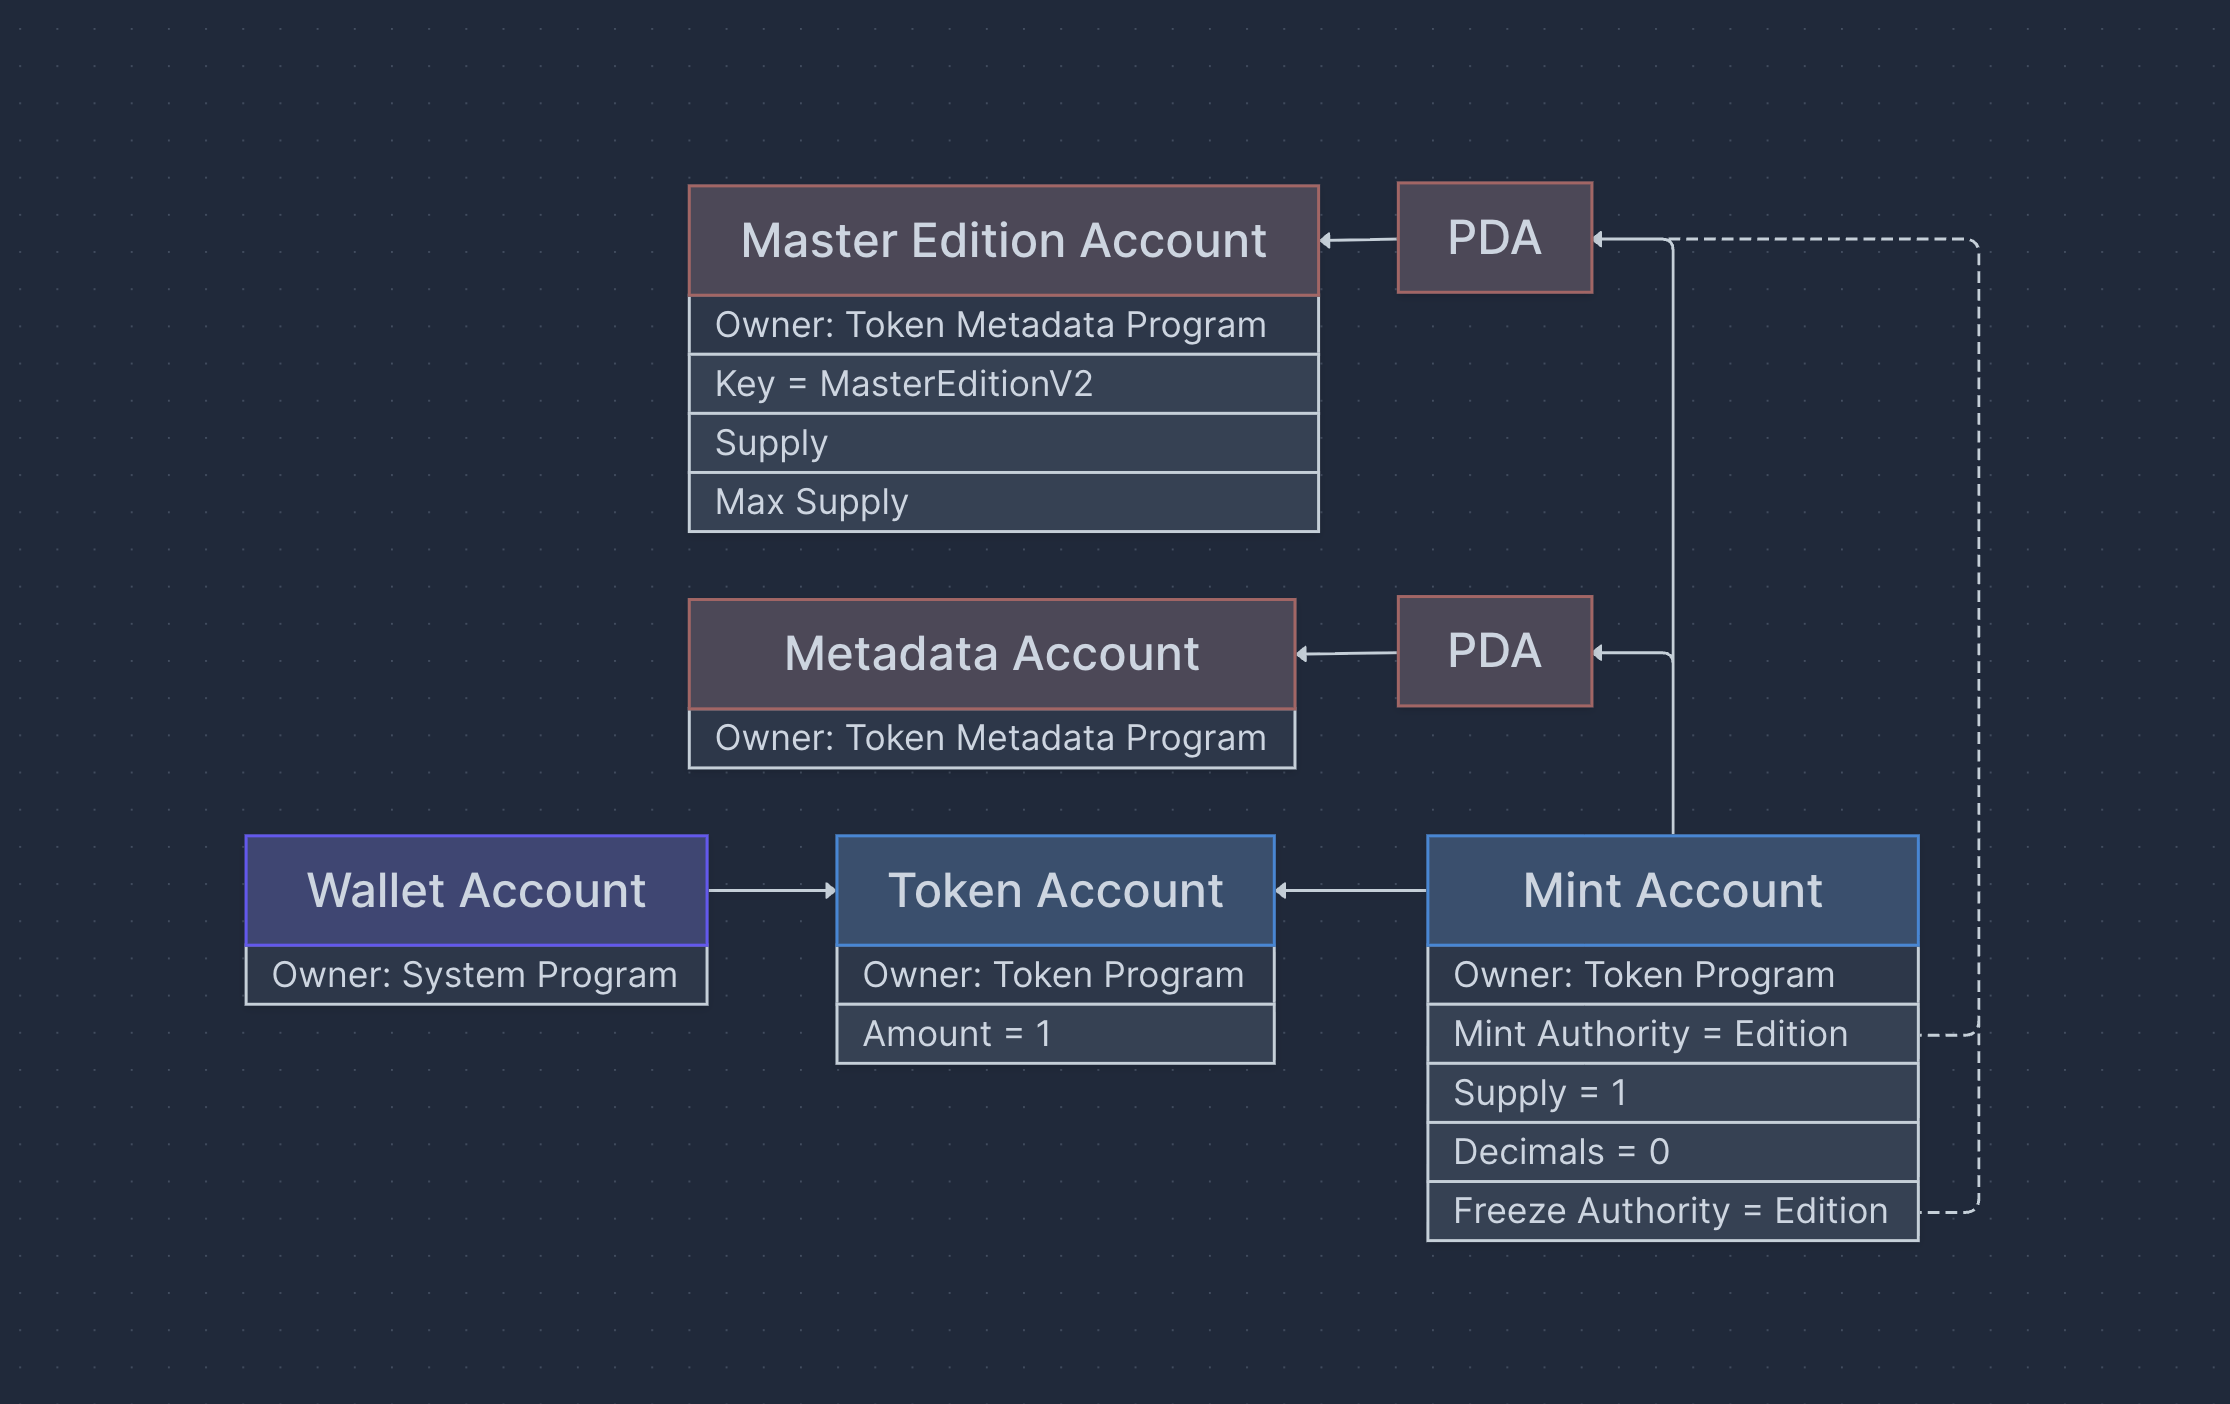 Master Edition Account
PDA
Owner: Token Metadata Program
Key = MasterEditionV2
Supply
Max Supply
Metadata Account
PDA
Owner: Token Metadata Program
Wallet Account
Owner: System Program
Token Account
Owner: Token Program
Amount = 1
Mint Account
Owner: Token Program
Mint Authority = Edition
Supply = 1
Decimals = 0
Freeze Authority = Edition